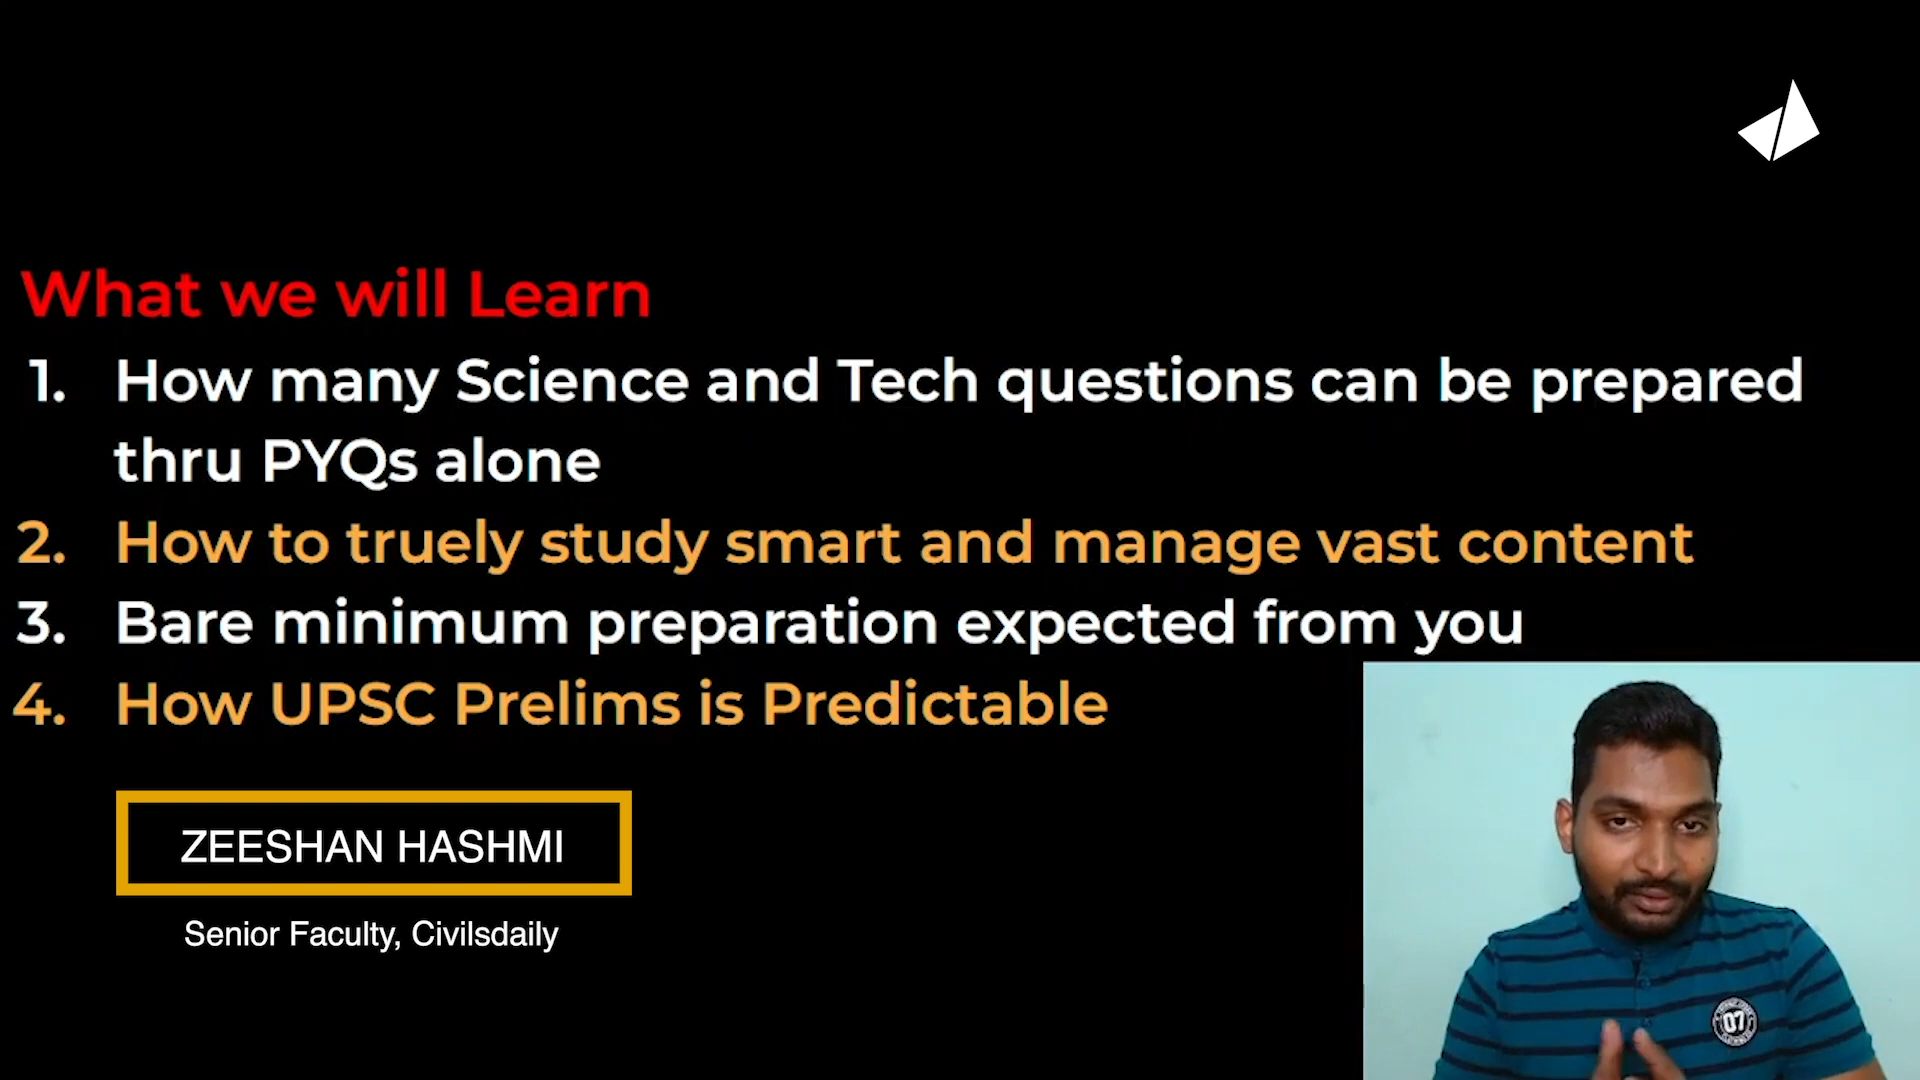 What we will Learn
1. How many Science and Tech questions can be prepared
thru PYQs alone
2. How to truely study smart and manage vast content
3. Bare minimum preparation expected from you
4. How UPSC Prelims is Predictable
ZEESHAN HASHMI
Senior Faculty, Civilsdaily
07